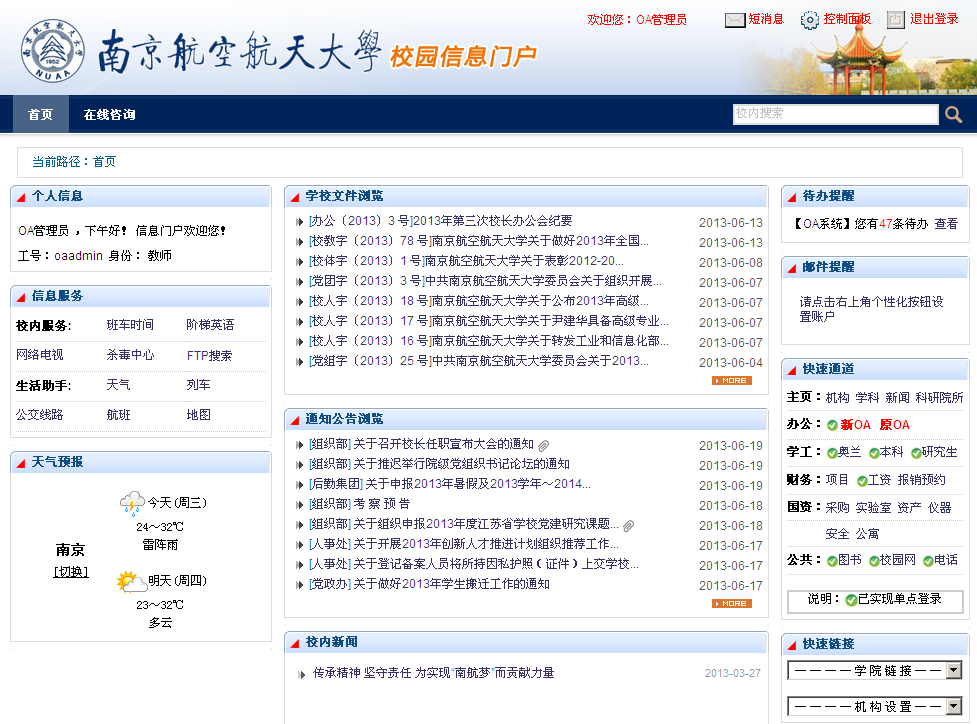 欢迎您：OA管理员 短消息 控制面板 退出登录
NUAA 1952 南京航空航天大學 校园信息门户
首页 在线咨询 校内搜索
当前路径：首页
个人信息
OA管理员，下午好！信息门户欢迎您！
工号：oaadmin 身份： 教师
信息服务
校内服务: 班车时间 阶梯英语
网络电视 杀毒中心 FTP搜索
生活助手: 天气 列车
公交线路 航班 地图
天气预报
南京
[切换]
今天(周三)
24～32℃
雷阵雨
明天(周四)
23～32℃
多云
学校文件浏览
[办公〔2013〕3 号]2013年第三次校长办公会纪要 2013-06-13
[校教字〔2013〕78 号]南京航空航天大学关于做好2013年全国... 2013-06-13
[校体字〔2013〕1 号]南京航空航天大学关于表彰2012-20... 2013-06-08
[党团字〔2013〕3 号]中共南京航空航天大学委员会关于组织开展... 2013-06-07
[校人字〔2013〕18 号]南京航空航天大学关于公布2013年高级... 2013-06-07
[校人字〔2013〕17 号]南京航空航天大学关于尹建华具备高级专业... 2013-06-07
[校人字〔2013〕16 号]南京航空航天大学关于转发工业和信息化部... 2013-06-07
[党组字〔2013〕25 号]中共南京航空航天大学委员会关于2013... 2013-06-04
MORE
通知公告浏览
[组织部] 关于召开校长任职宣布大会的通知 2013-06-19
[组织部] 关于推迟举行院级党组织书记论坛的通知 2013-06-19
[后勤集团] 关于申报2013年暑假及2013学年～2014... 2013-06-19
[组织部] 考 察 预 告 2013-06-18
[组织部] 关于组织申报2013年度江苏省学校党建研究课题... 2013-06-18
[人事处] 关于开展2013年创新人才推进计划组织推荐工作... 2013-06-17
[人事处] 关于登记备案人员将所持因私护照（证件）上交学校... 2013-06-17
[党政办] 关于做好2013年学生搬迁工作的通知 2013-06-17
MORE
校内新闻
传承精神 坚守责任 为实现“南航梦”而贡献力量 2013-03-27
待办提醒
【OA系统】您有47条待办 查看
邮件提醒
请点击右上角个性化按钮设
置账户
快速通道
主页：机构 学科 新闻 科研院所
办公：新OA 原OA
学工：奥兰 本科 研究生
财务：项目 工资 报销预约
国资：采购 实验室 资产 仪器
安全 公寓
公共：图书 校园网 电话
说明：已实现单点登录
快速链接
－－－－学院链接－－
－－－－机构设置－－